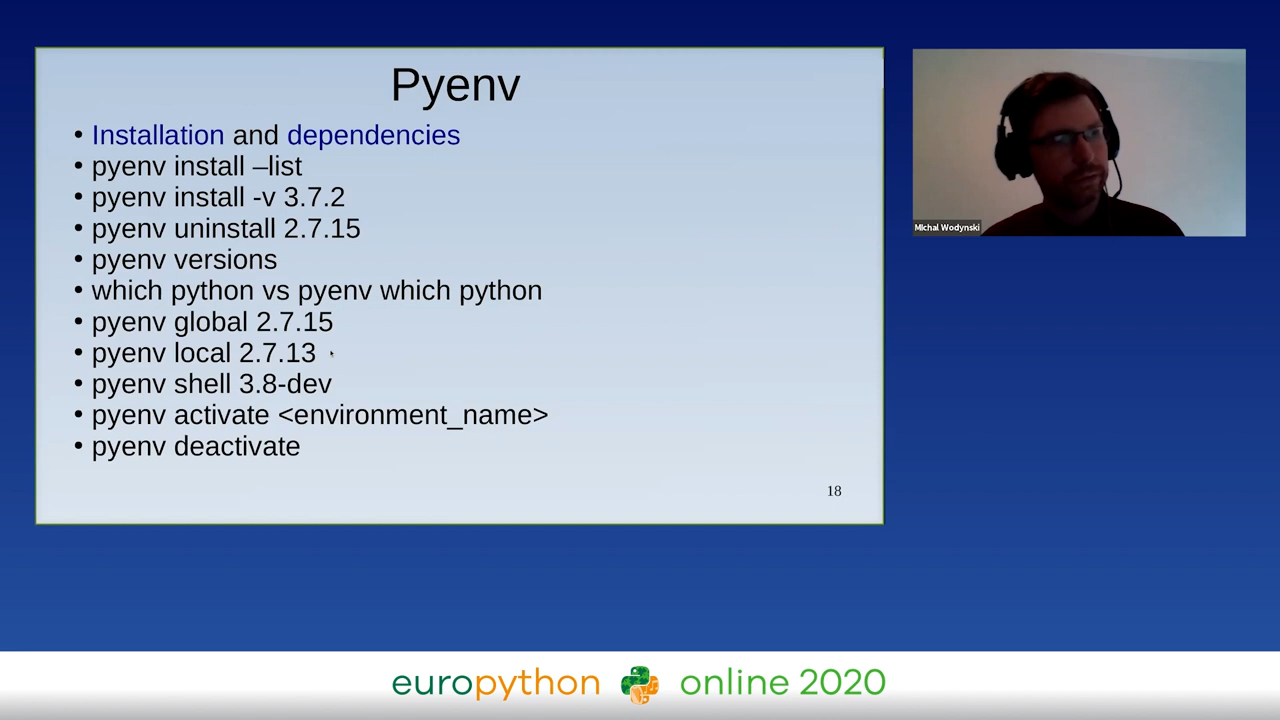 Pyenv
• Installation and dependencies
• pyenv install –list
• pyenv install -v 3.7.2
• pyenv uninstall 2.7.15
• pyenv versions
• which python vs pyenv which python
• pyenv global 2.7.15
• pyenv local 2.7.13
• pyenv shell 3.8-dev
• pyenv activate <environment_name>
• pyenv deactivate
18
MIchal Wodynski
europython online 2020